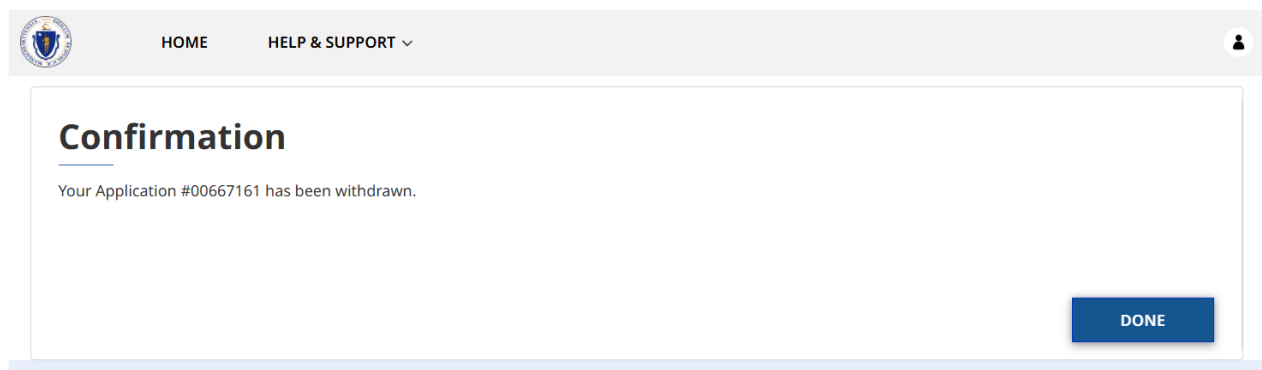 HOME HELP & SUPPORT
Confirmation
Your Application #00667161 has been withdrawn.
DONE